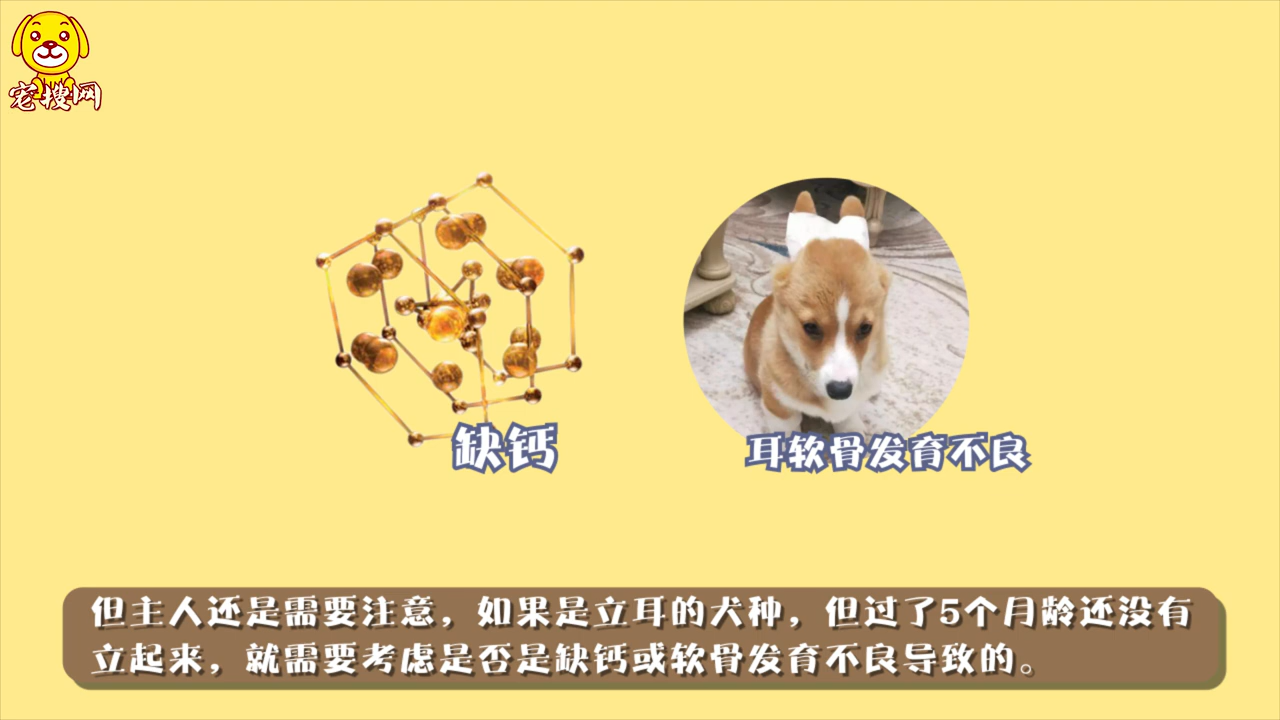 宠搜网
缺钙
耳软骨发育不良
但主人还是需要注意，如果是立耳的犬种，但过了5个月龄还没有
立起来，就需要考虑是否是缺钙或软骨发育不良导致的。